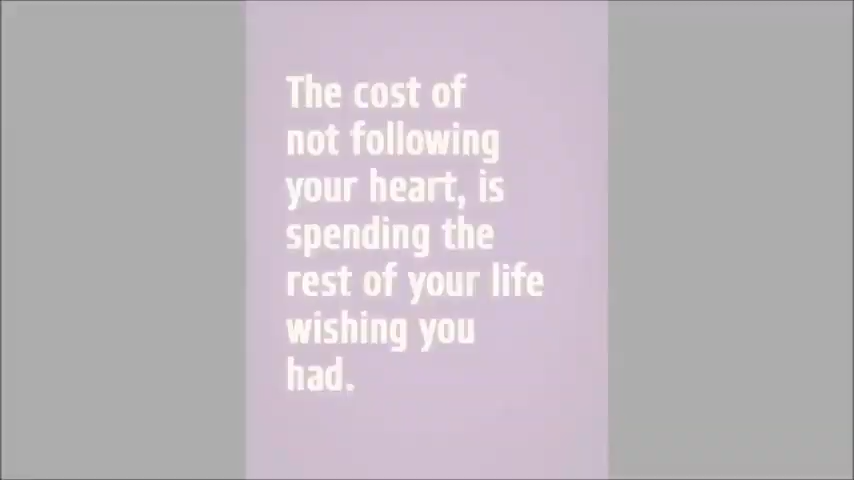 The cost of
not following
your heart, is
spending the
rest of your life
wishing you
had.